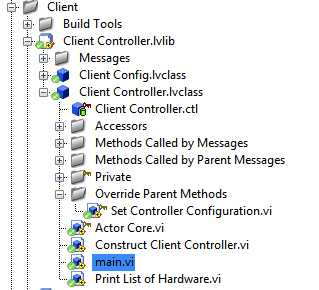 Client
Build Tools
Client Controller.lvlib
Messages
Client Config.lvclass
Client Controller.lvclass
Client Controller.ctl
Accessors
Methods Called by Messages
Methods Called by Parent Messages
Private
Override Parent Methods
Set Controller Configuration.vi
Actor Core.vi
Construct Client Controller.vi
main.vi
Print List of Hardware.vi